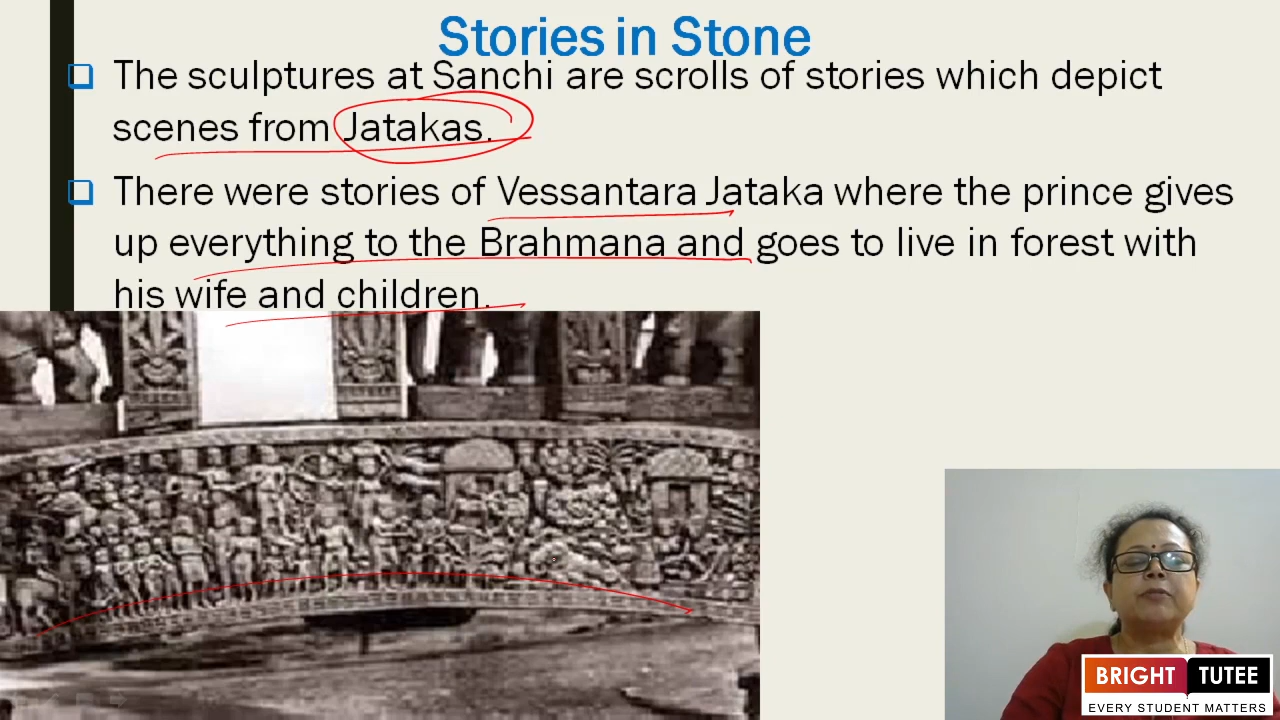 Stories in Stone
❑ The sculptures at Sanchi are scrolls of stories which depict
scenes from Jatakas.
❑ There were stories of Vessantara Jataka where the prince gives
up everything to the Brahmana and goes to live in forest with
his wife and children.
BRIGHT TUTEE
EVERY STUDENT MATTERS